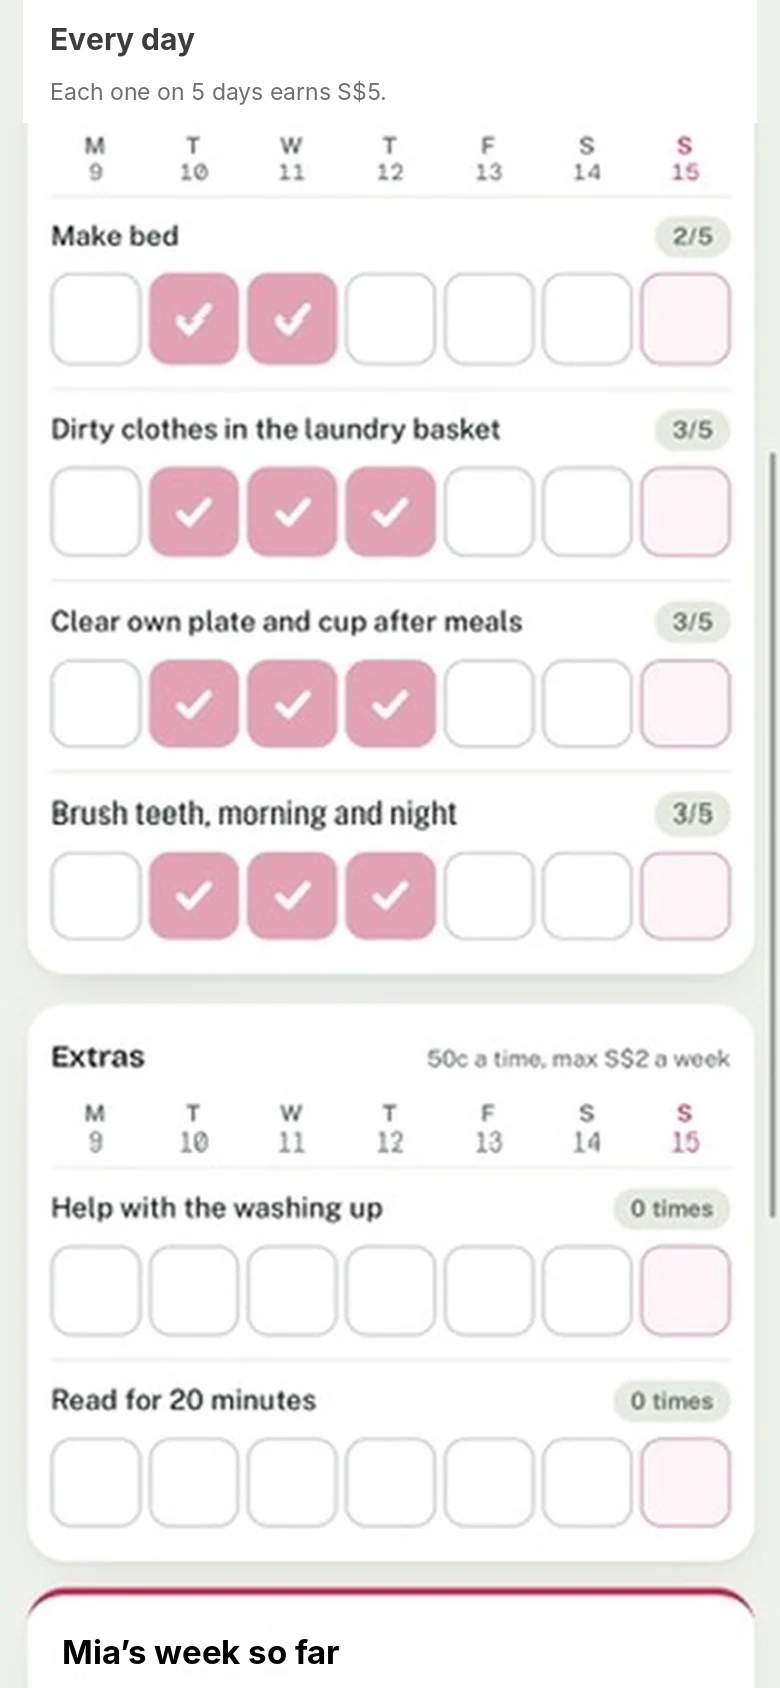 Every day
Each one on 5 days earns S$5.
M T W T F S S
9 10 11 12 13 14 15
Make bed 2/5
Dirty clothes in the laundry basket 3/5
Clear own plate and cup after meals 3/5
Brush teeth, morning and night 3/5
Extras 50c a time, max S$2 a week
M T W T F S S
9 10 11 12 13 14 15
Help with the washing up 0 times
Read for 20 minutes 0 times
Mia’s week so far